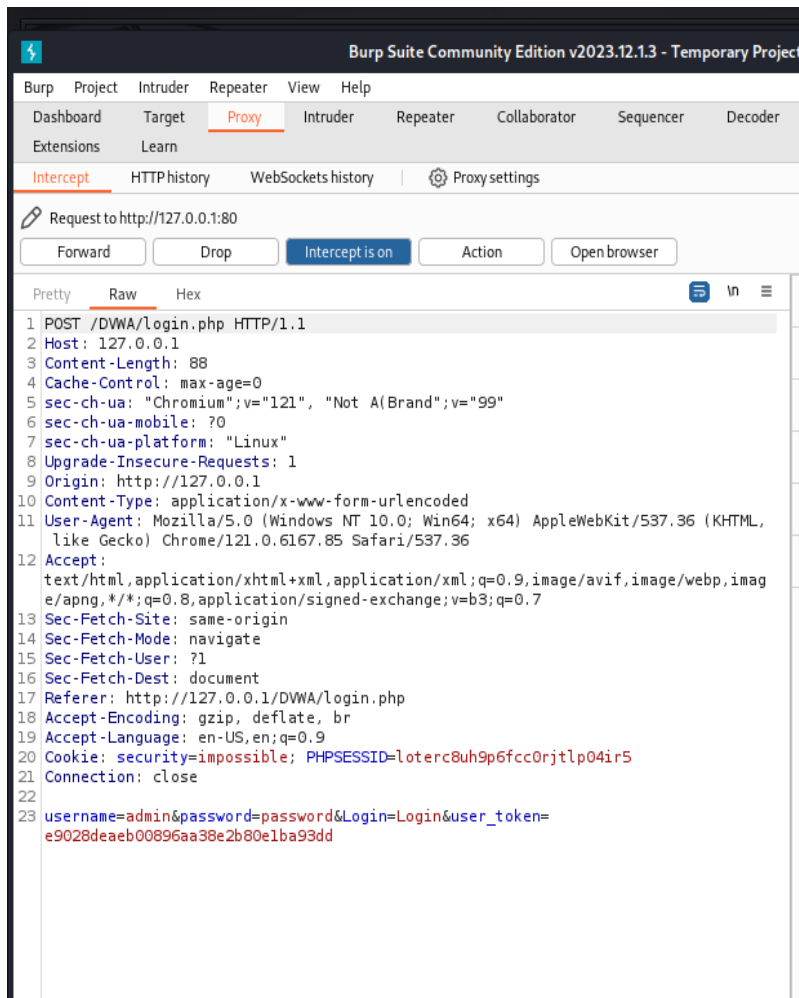 Burp Suite Community Edition v2023.12.1.3 - Temporary Project
Burp Project Intruder Repeater View Help
Dashboard Target Proxy Intruder Repeater Collaborator Sequencer Decoder
Extensions Learn
Intercept HTTP history WebSockets history Proxy settings
Request to http://127.0.0.1:80
Forward Drop Intercept is on Action Open browser
Pretty Raw Hex \n
1 POST /DVWA/login.php HTTP/1.1
2 Host: 127.0.0.1
3 Content-Length: 88
4 Cache-Control: max-age=0
5 sec-ch-ua: "Chromium";v="121", "Not A(Brand";v="99"
6 sec-ch-ua-mobile: ?0
7 sec-ch-ua-platform: "Linux"
8 Upgrade-Insecure-Requests: 1
9 Origin: http://127.0.0.1
10 Content-Type: application/x-www-form-urlencoded
11 User-Agent: Mozilla/5.0 (Windows NT 10.0; Win64; x64) AppleWebKit/537.36 (KHTML,
like Gecko) Chrome/121.0.6167.85 Safari/537.36
12 Accept:
text/html,application/xhtml+xml,application/xml;q=0.9,image/avif,image/webp,imag
e/apng,*/*;q=0.8,application/signed-exchange;v=b3;q=0.7
13 Sec-Fetch-Site: same-origin
14 Sec-Fetch-Mode: navigate
15 Sec-Fetch-User: ?1
16 Sec-Fetch-Dest: document
17 Referer: http://127.0.0.1/DVWA/login.php
18 Accept-Encoding: gzip, deflate, br
19 Accept-Language: en-US,en;q=0.9
20 Cookie: security=impossible; PHPSESSID=loterc8uh9p6fcc0rjtlp04ir5
21 Connection: close
22
23 username=admin&password=password&Login=Login&user_token=
e9028deaeb00896aa38e2b80e1ba93dd